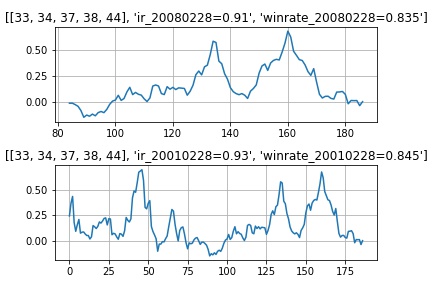 [[33, 34, 37, 38, 44], 'ir_20080228=0.91', 'winrate_20080228=0.835']
0.50
0.25
0.00
80 100 120 140 160 180
[[33, 34, 37, 38, 44], 'ir_20010228=0.93', 'winrate_20010228=0.845']
0.50
0.25
0.00
0 25 50 75 100 125 150 175